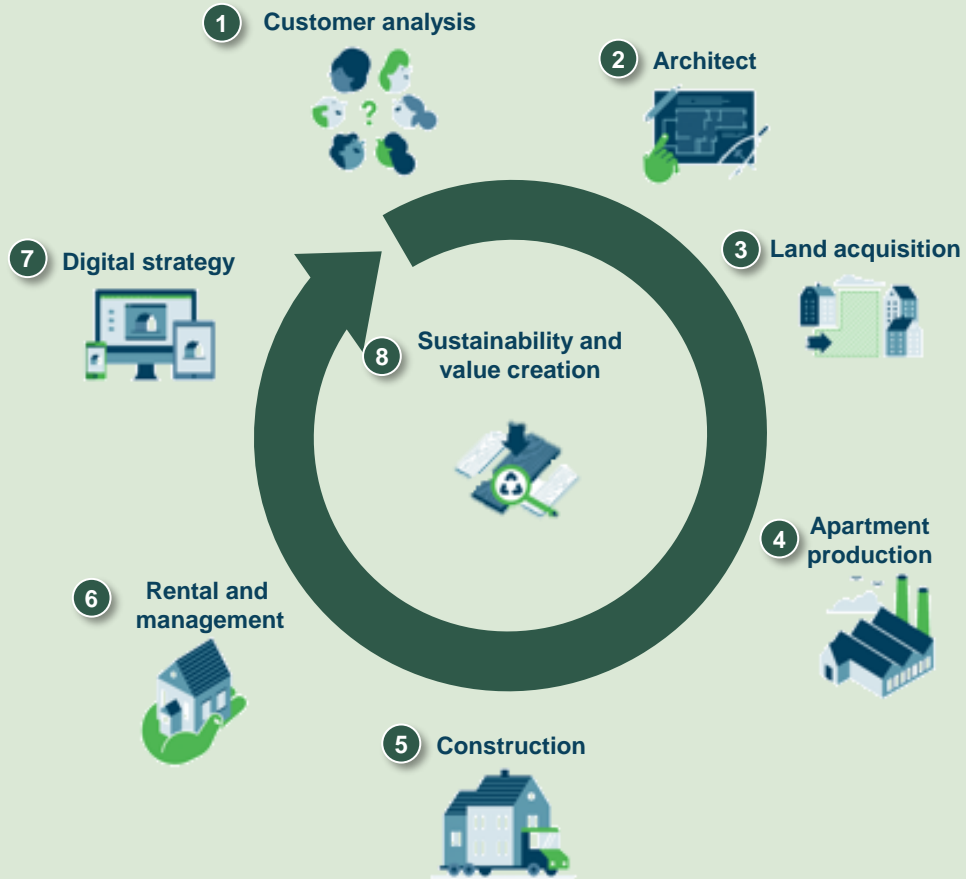 1 Customer analysis
2 Architect
3 Land acquisition
4 Apartment
production
5 Construction
6 Rental and
management
7 Digital strategy
8 Sustainability and
value creation
?